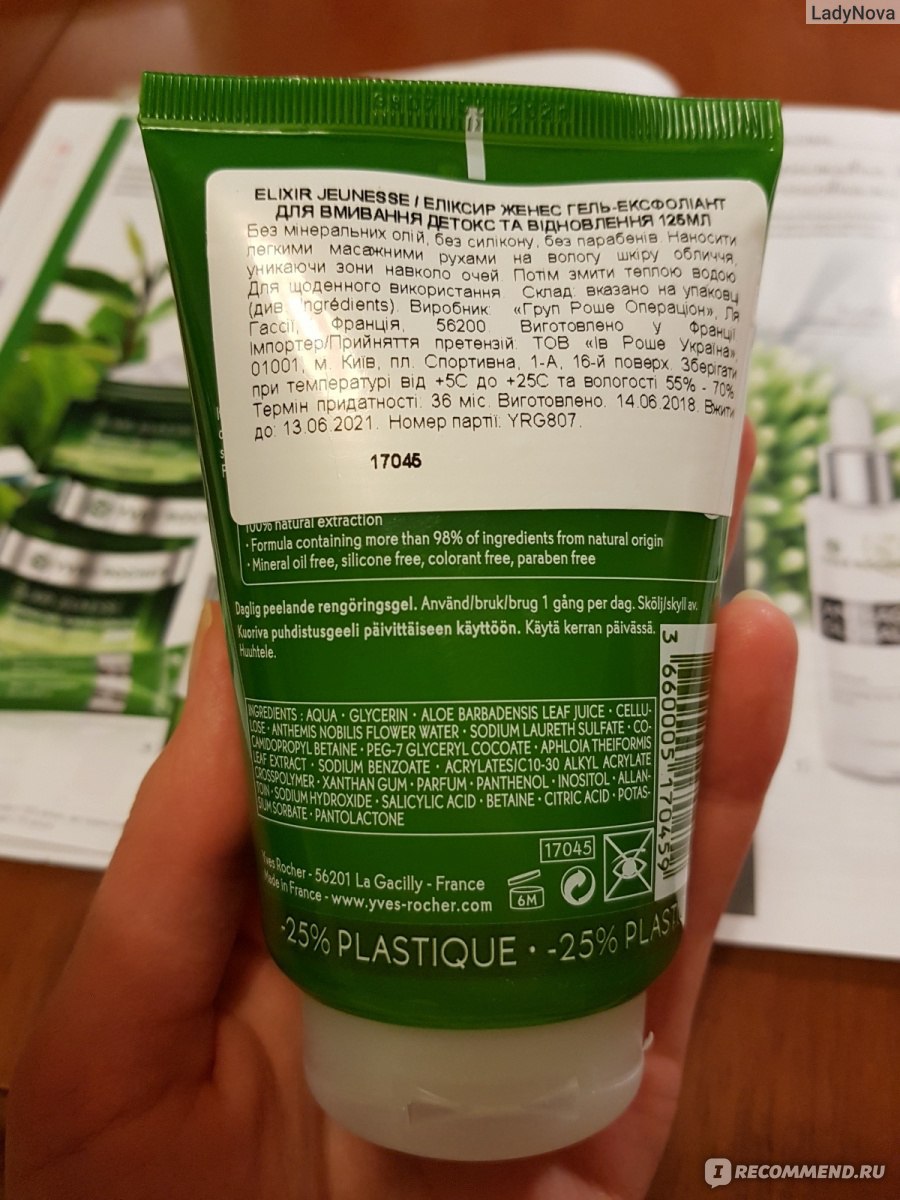 LadyNova
ELIXIR JEUNESSE / ЕЛІКСИР ЖЕНЕС ГЕЛЬ-ЕКСФОЛІАНТ
ДЛЯ ВМИВАННЯ ДЕТОКС ТА ВІДНОВЛЕННЯ 125МЛ
Без мінеральних олій, без силікону, без парабенів. Наносити
легкими масажними рухами на вологу шкіру обличчя,
уникаючи зони навколо очей. Потім змити теплою водою
Для щоденного використання. Склад: вказано на упаковці
(див. Ingrédients). Виробник: «Груп Роше Операціон», Ля
Гассії, Франція, 56200. Виготовлено у Франції
Імпортер/Прийняття претензій: ТОВ «Ів Роше Україна»,
01001, м. Київ, пл. Спортивна, 1-А, 16-й поверх. Зберігати
при температурі від +5С до +25С та вологості 55% - 70%
Термін придатності: 36 міс. Виготовлено: 14.06.2018. Вжити
до: 13.06.2021. Номер партії: YRG807.
17045
100% natural extraction
· Formula containing more than 98% of ingredients from natural origin
· Mineral oil free, silicone free, colorant free, paraben free
Daglig peelande rengöringsgel. Använd/bruk/brug 1 gång per dag. Skölj/skyll av.
Kuoriva puhdistusgeeli päivittäiseen käyttöön. Käytä kerran päivässä.
Huuhtele.
INGREDIENTS : AQUA · GLYCERIN · ALOE BARBADENSIS LEAF JUICE · CELLU-
LOSE · ANTHEMIS NOBILIS FLOWER WATER · SODIUM LAURETH SULFATE · CO-
CAMIDOPROPYL BETAINE · PEG-7 GLYCERYL COCOATE · APHLOIA THEIFORMIS
LEAF EXTRACT · SODIUM BENZOATE · ACRYLATES/C10-30 ALKYL ACRYLATE
CROSSPOLYMER · XANTHAN GUM · PARFUM · PANTHENOL · INOSITOL · ALLAN-
TOIN · SODIUM HYDROXIDE · SALICYLIC ACID · BETAINE · CITRIC ACID · POTAS-
SIUM SORBATE · PANTOLACTONE
3 660005 170459
17045
Yves Rocher - 56201 La Gacilly - France
Made in France - www.yves-rocher.com
6M
-25% PLASTIQUE · -25% PLAST
RECOMMEND.RU